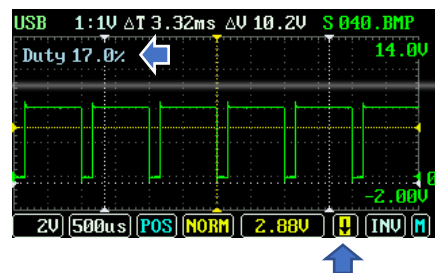 USB 1:1V ΔT 3.32ms ΔV 10.2V S 040.BMP
Duty 17.0% 14.0V
0
-2.00V
2V 500us POS NORM 2.88V INV M